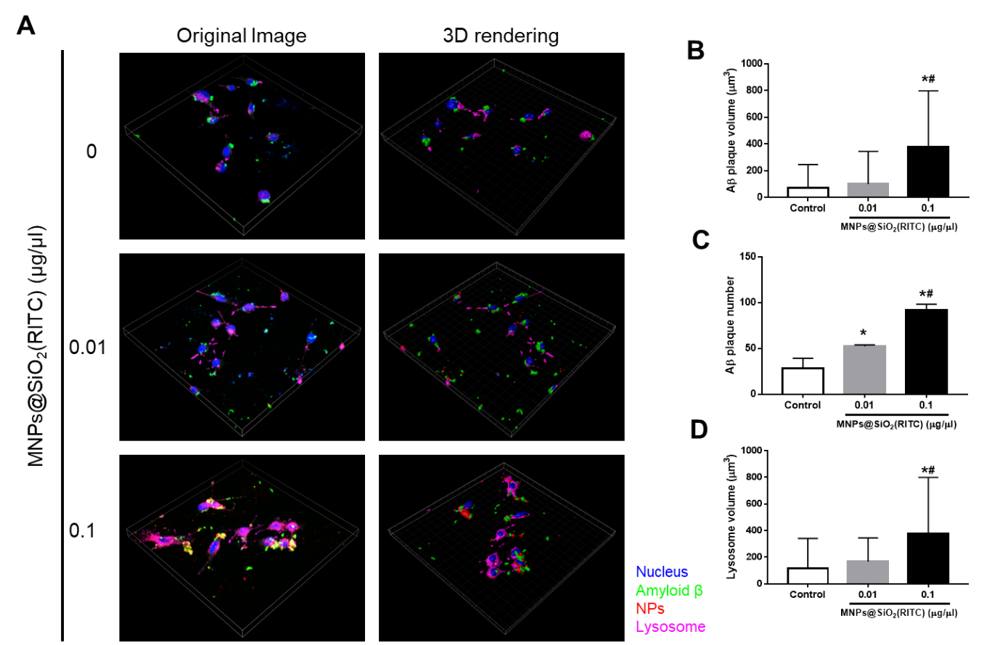 A
Original Image
3D rendering
MNPs@SiO2(RITC) (µg/µl)
0
0.01
0.1
Nucleus
Amyloid β
NPs
Lysosome
B
Aβ plaque volume (µm³)
1000
800
600
400
200
0
*#
Control
0.01
0.1
MNPs@SiO2(RITC) (µg/µl)
C
Aβ plaque number
150
100
50
0
*
*#
Control
0.01
0.1
MNPs@SiO2(RITC) (µg/µl)
D
Lysosome volume (µm³)
1000
800
600
400
200
0
*#
Control
0.01
0.1
MNPs@SiO2(RITC) (µg/µl)